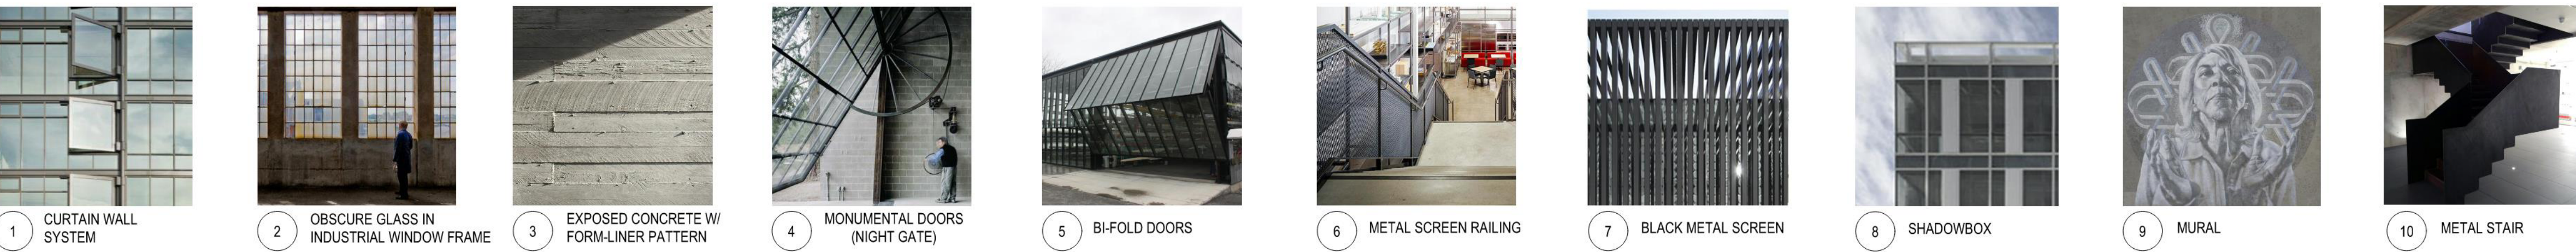 1
CURTAIN WALL
SYSTEM
2
OBSCURE GLASS IN
INDUSTRIAL WINDOW FRAME
3
EXPOSED CONCRETE W/
FORM-LINER PATTERN
4
MONUMENTAL DOORS
(NIGHT GATE)
5
BI-FOLD DOORS
6
METAL SCREEN RAILING
7
BLACK METAL SCREEN
8
SHADOWBOX
9
MURAL
10
METAL STAIR